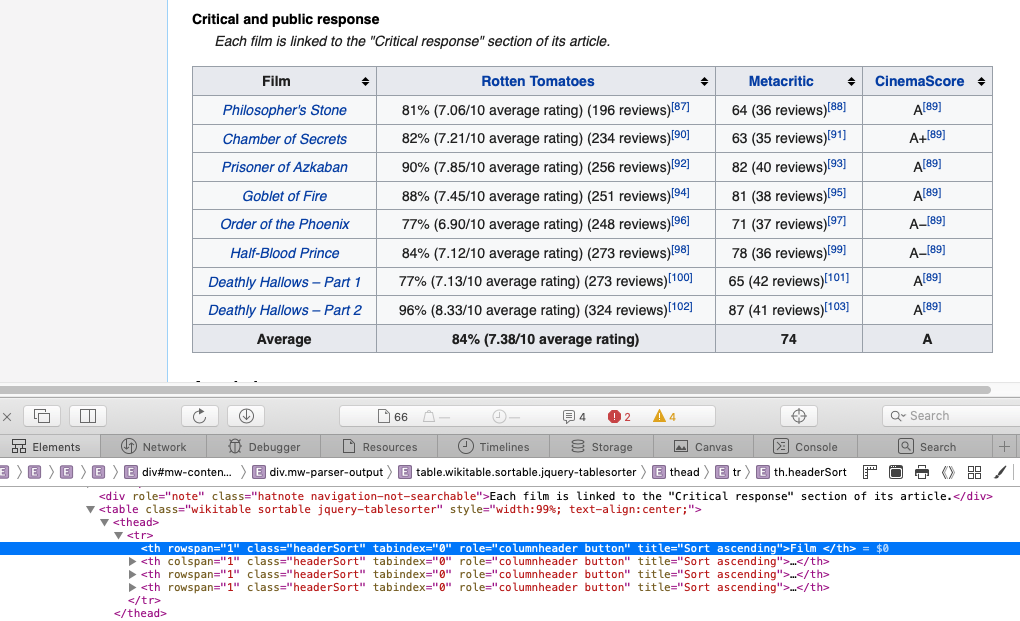 Critical and public response
Each film is linked to the "Critical response" section of its article.
Film Rotten Tomatoes Metacritic CinemaScore
Philosopher's Stone 81% (7.06/10 average rating) (196 reviews)[87] 64 (36 reviews)[88] A[89]
Chamber of Secrets 82% (7.21/10 average rating) (234 reviews)[90] 63 (35 reviews)[91] A+[89]
Prisoner of Azkaban 90% (7.85/10 average rating) (256 reviews)[92] 82 (40 reviews)[93] A[89]
Goblet of Fire 88% (7.45/10 average rating) (251 reviews)[94] 81 (38 reviews)[95] A[89]
Order of the Phoenix 77% (6.90/10 average rating) (248 reviews)[96] 71 (37 reviews)[97] A−[89]
Half-Blood Prince 84% (7.12/10 average rating) (273 reviews)[98] 78 (36 reviews)[99] A−[89]
Deathly Hallows – Part 1 77% (7.13/10 average rating) (273 reviews)[100] 65 (42 reviews)[101] A[89]
Deathly Hallows – Part 2 96% (8.33/10 average rating) (324 reviews)[102] 87 (41 reviews)[103] A[89]
Average 84% (7.38/10 average rating) 74 A
66 — — 4 2 4 Search
Elements Network Debugger Resources Timelines Storage Canvas Console Search +
E E E E E div#mw-conten... E div.mw-parser-output E table.wikitable.sortable.jquery-tablesorter E thead E tr E th.headerSort
<div role="note" class="hatnote navigation-not-searchable">Each film is linked to the "Critical response" section of its article.</div>
<table class="wikitable sortable jquery-tablesorter" style="width:99%; text-align:center;">
<thead>
<tr>
<th rowspan="1" class="headerSort" tabindex="0" role="columnheader button" title="Sort ascending">Film </th> = $0
<th colspan="1" class="headerSort" tabindex="0" role="columnheader button" title="Sort ascending">…</th>
<th rowspan="1" class="headerSort" tabindex="0" role="columnheader button" title="Sort ascending">…</th>
<th rowspan="1" class="headerSort" tabindex="0" role="columnheader button" title="Sort ascending">…</th>
</tr>
</thead>